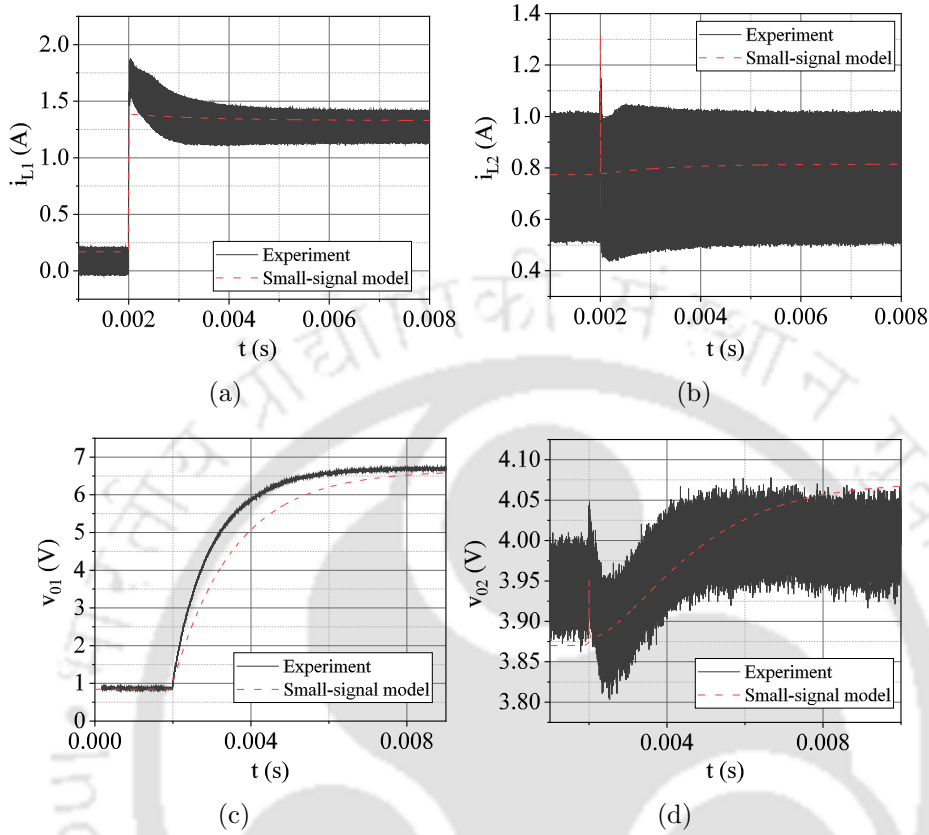 2.0
1.5
1.0
0.5
0.0
i_L1 (A)
Experiment
Small-signal model
0.002 0.004 0.006 0.008
t (s)
(a)
1.4
1.2
1.0
0.8
0.6
0.4
i_L2 (A)
Experiment
Small-signal model
0.002 0.004 0.006 0.008
t (s)
(b)
7
6
5
4
3
2
1
0
v_01 (V)
Experiment
Small-signal model
0.000 0.004 0.008
t (s)
(c)
4.10
4.05
4.00
3.95
3.90
3.85
3.80
v_02 (V)
Experiment
Small-signal model
0.004 0.008
t (s)
(d)